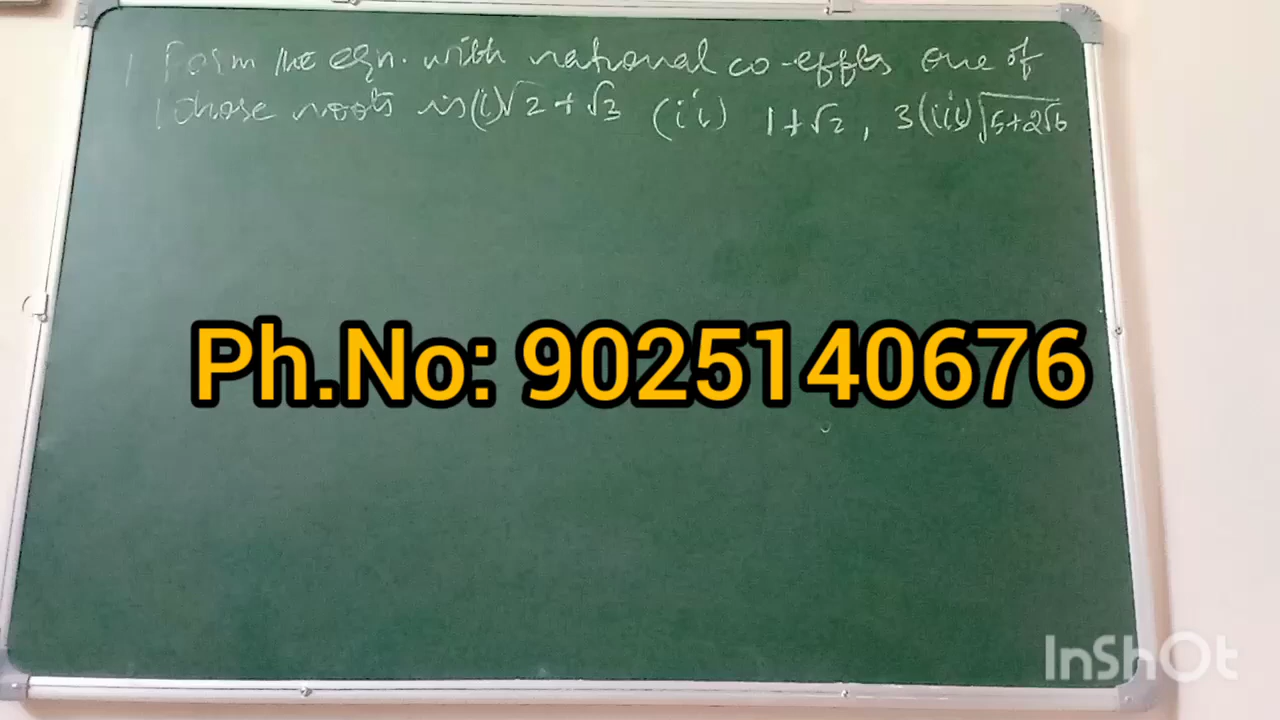 1 Form the eqn. with rational co-effts one of
whose roots is (i) √2 + √3 (ii) 1+√2, 3 (iii) √5+2√6
Ph.No: 9025140676
InShOt